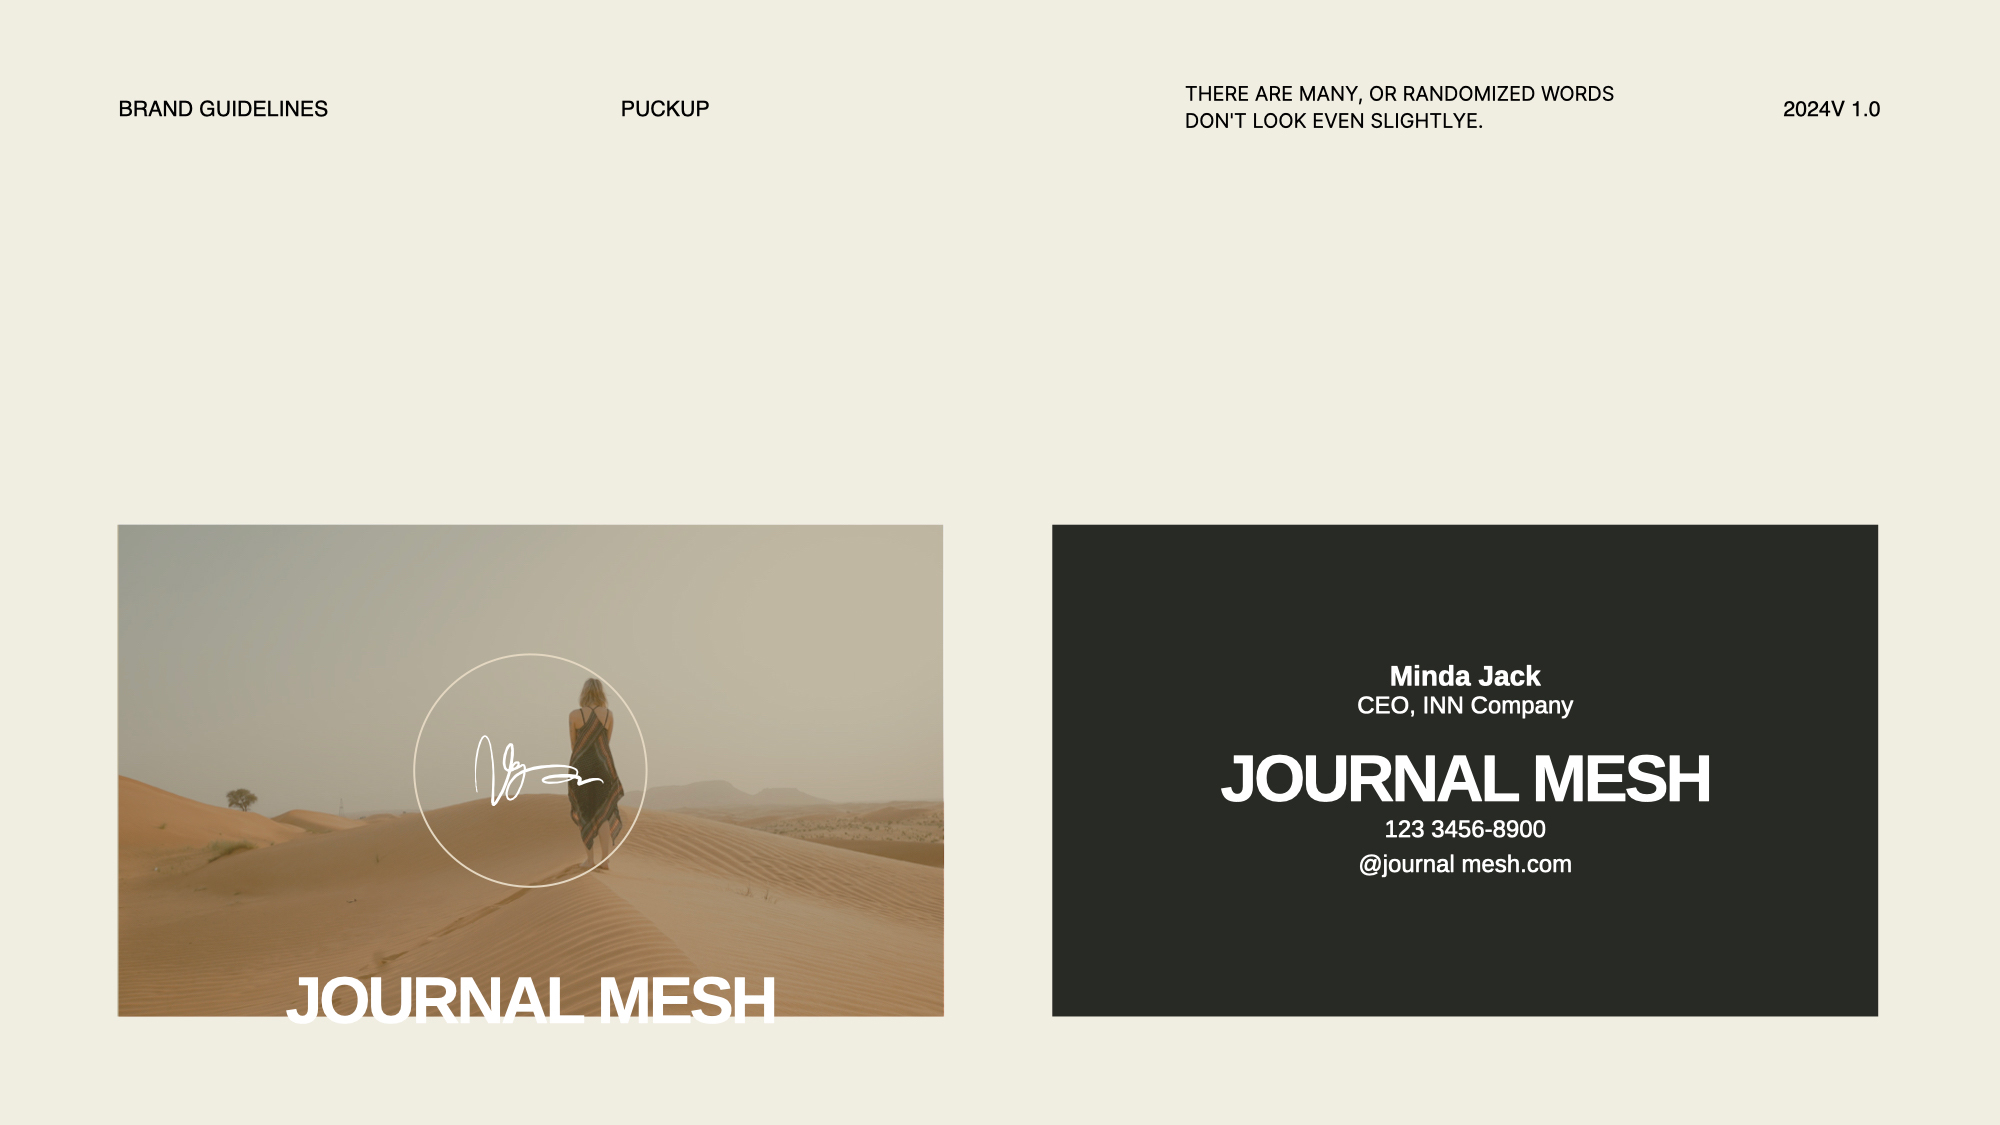 BRAND GUIDELINES
PUCKUP
THERE ARE MANY, OR RANDOMIZED WORDS
DON'T LOOK EVEN SLIGHTLYE.
2024V 1.0
JOURNAL MESH
Minda Jack
CEO, INN Company
JOURNAL MESH
123 3456-8900
@journal mesh.com